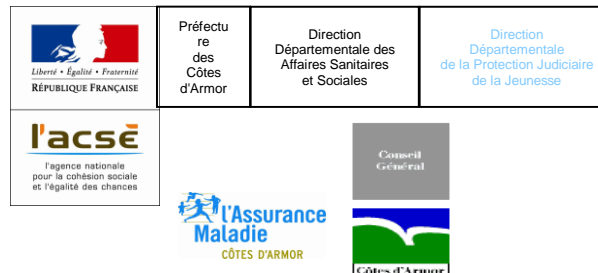 Liberté • Égalité • Fraternité
RÉPUBLIQUE FRANÇAISE
Préfectu
re
des
Côtes
d'Armor
Direction
Départementale des
Affaires Sanitaires
et Sociales
Direction
Départementale
de la Protection Judiciaire
de la Jeunesse
l'acsé
l'agence nationale
pour la cohésion sociale
et l'égalité des chances
Conseil
Général
l'Assurance
Maladie
CÔTES D'ARMOR
Côtes d'Armor